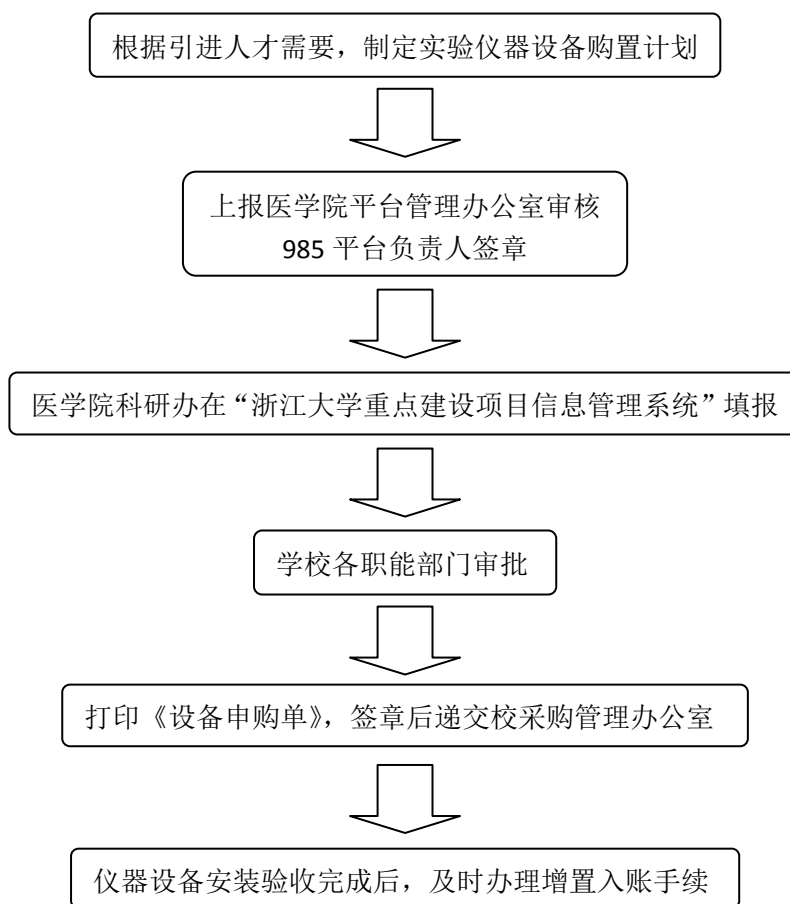 根据引进人才需要，制定实验仪器设备购置计划
上报医学院平台管理办公室审核
985 平台负责人签章
医学院科研办在“浙江大学重点建设项目信息管理系统”填报
学校各职能部门审批
打印《设备申购单》，签章后递交校采购管理办公室
仪器设备安装验收完成后，及时办理增置入账手续